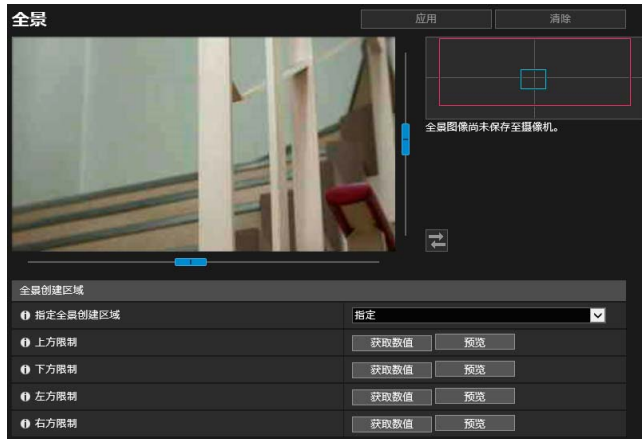 全景
应用
清除
全景图像尚未保存至摄像机。
全景创建区域
指定全景创建区域
指定
上方限制
获取数值
预览
下方限制
获取数值
预览
左方限制
获取数值
预览
右方限制
获取数值
预览